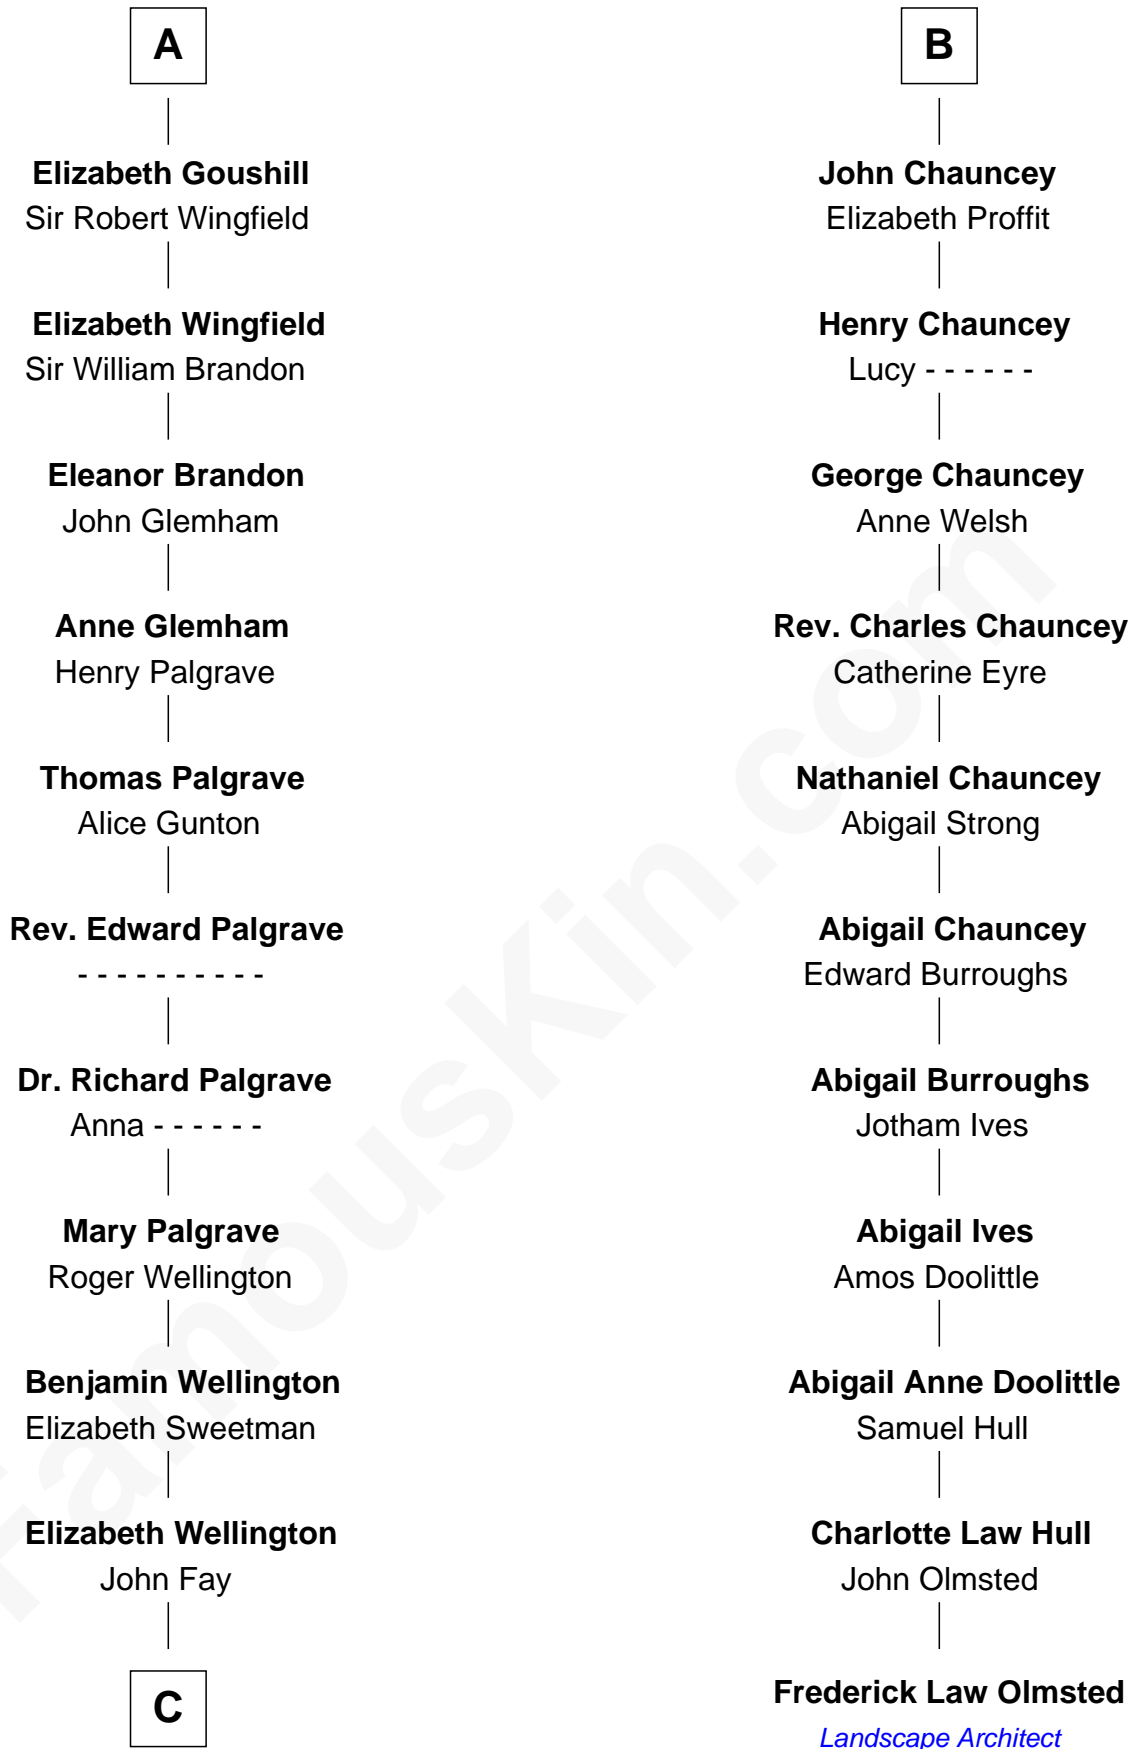 A
Elizabeth Goushill
Sir Robert Wingfield
Elizabeth Wingfield
Sir William Brandon
Eleanor Brandon
John Glemham
Anne Glemham
Henry Palgrave
Thomas Palgrave
Alice Gunton
Rev. Edward Palgrave
- - - - - - - - - -
Dr. Richard Palgrave
Anna - - - - - -
Mary Palgrave
Roger Wellington
Benjamin Wellington
Elizabeth Sweetman
Elizabeth Wellington
John Fay
C
B
John Chauncey
Elizabeth Proffit
Henry Chauncey
Lucy - - - - - -
George Chauncey
Anne Welsh
Rev. Charles Chauncey
Catherine Eyre
Nathaniel Chauncey
Abigail Strong
Abigail Chauncey
Edward Burroughs
Abigail Burroughs
Jotham Ives
Abigail Ives
Amos Doolittle
Abigail Anne Doolittle
Samuel Hull
Charlotte Law Hull
John Olmsted
Frederick Law Olmsted
Landscape Architect
FamousKin.com